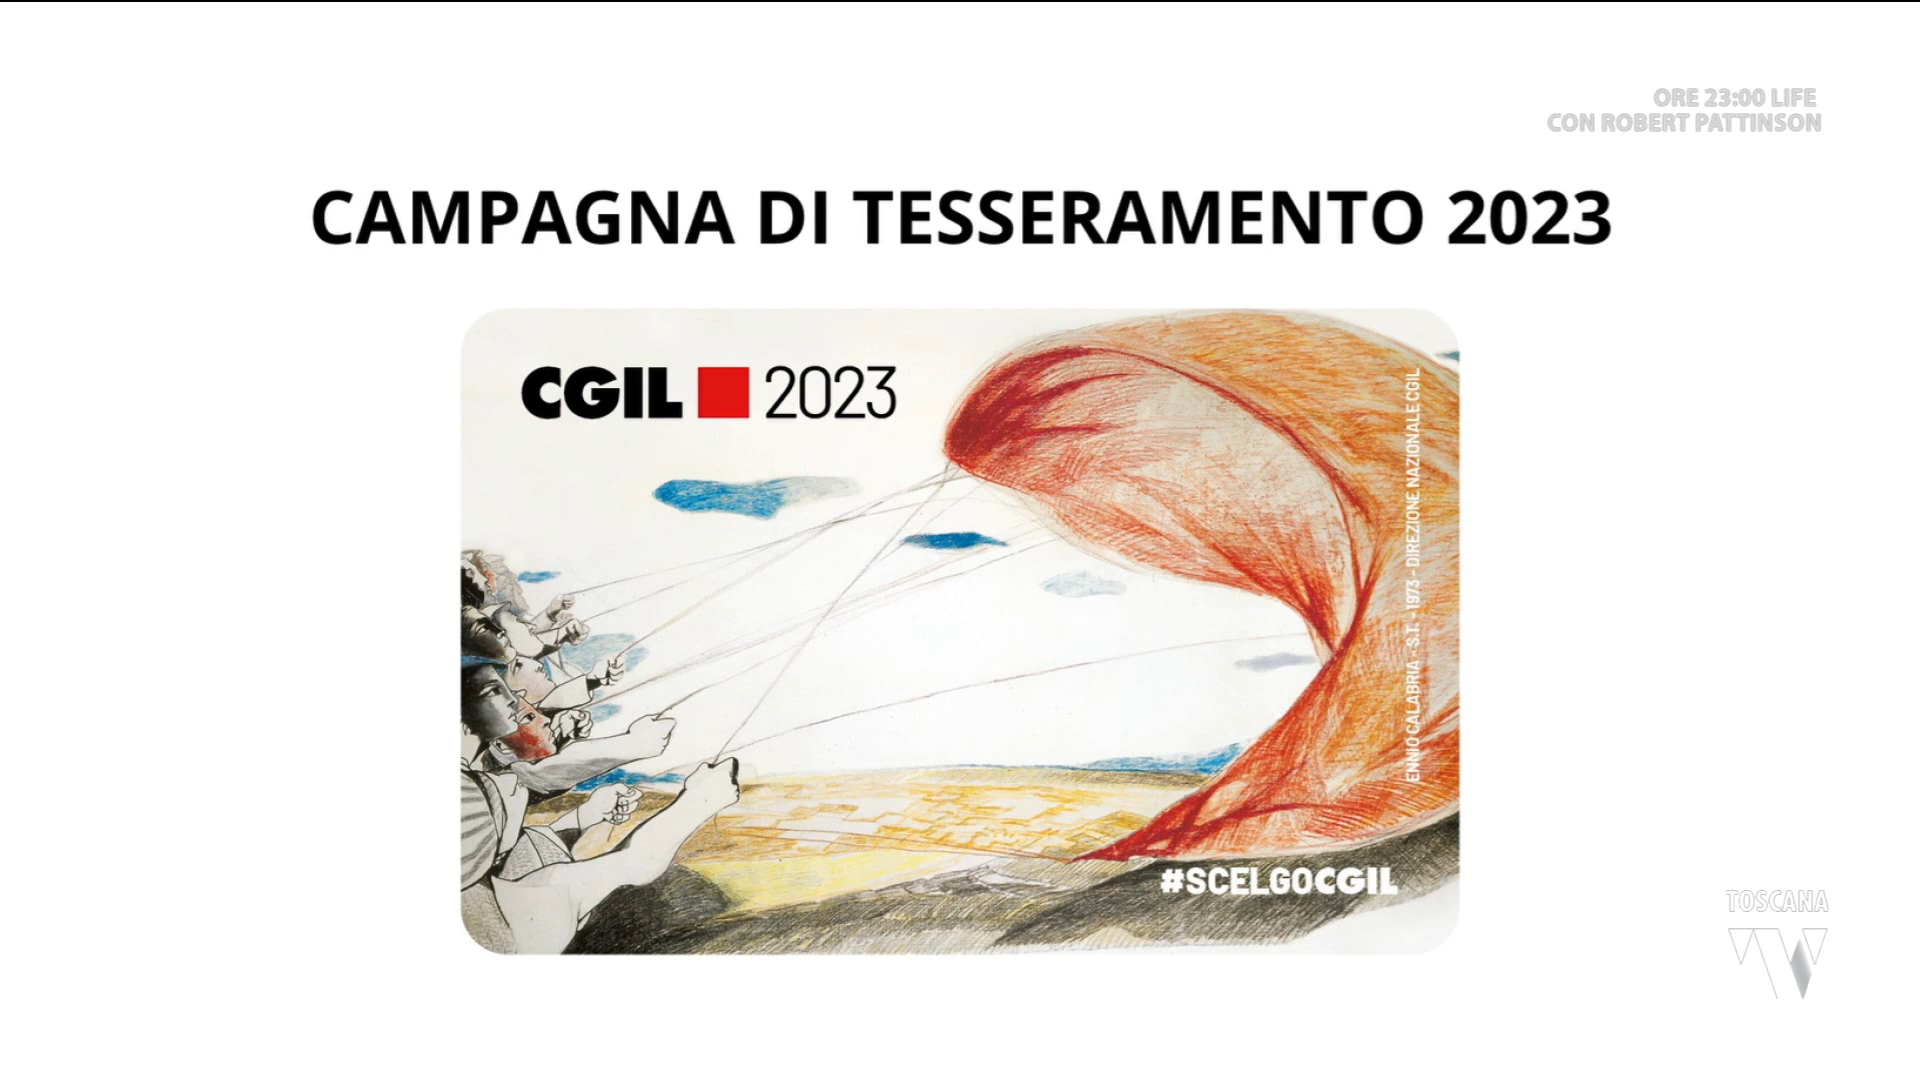 ORE 23:00 LIFE
CON ROBERT PATTINSON
CAMPAGNA DI TESSERAMENTO 2023
CGIL 2023
ENNIO CALABRIA - S.T. - 1973 - DIREZIONE NAZIONALE CGIL
#SCELGOCGIL
TOSCANA
TV